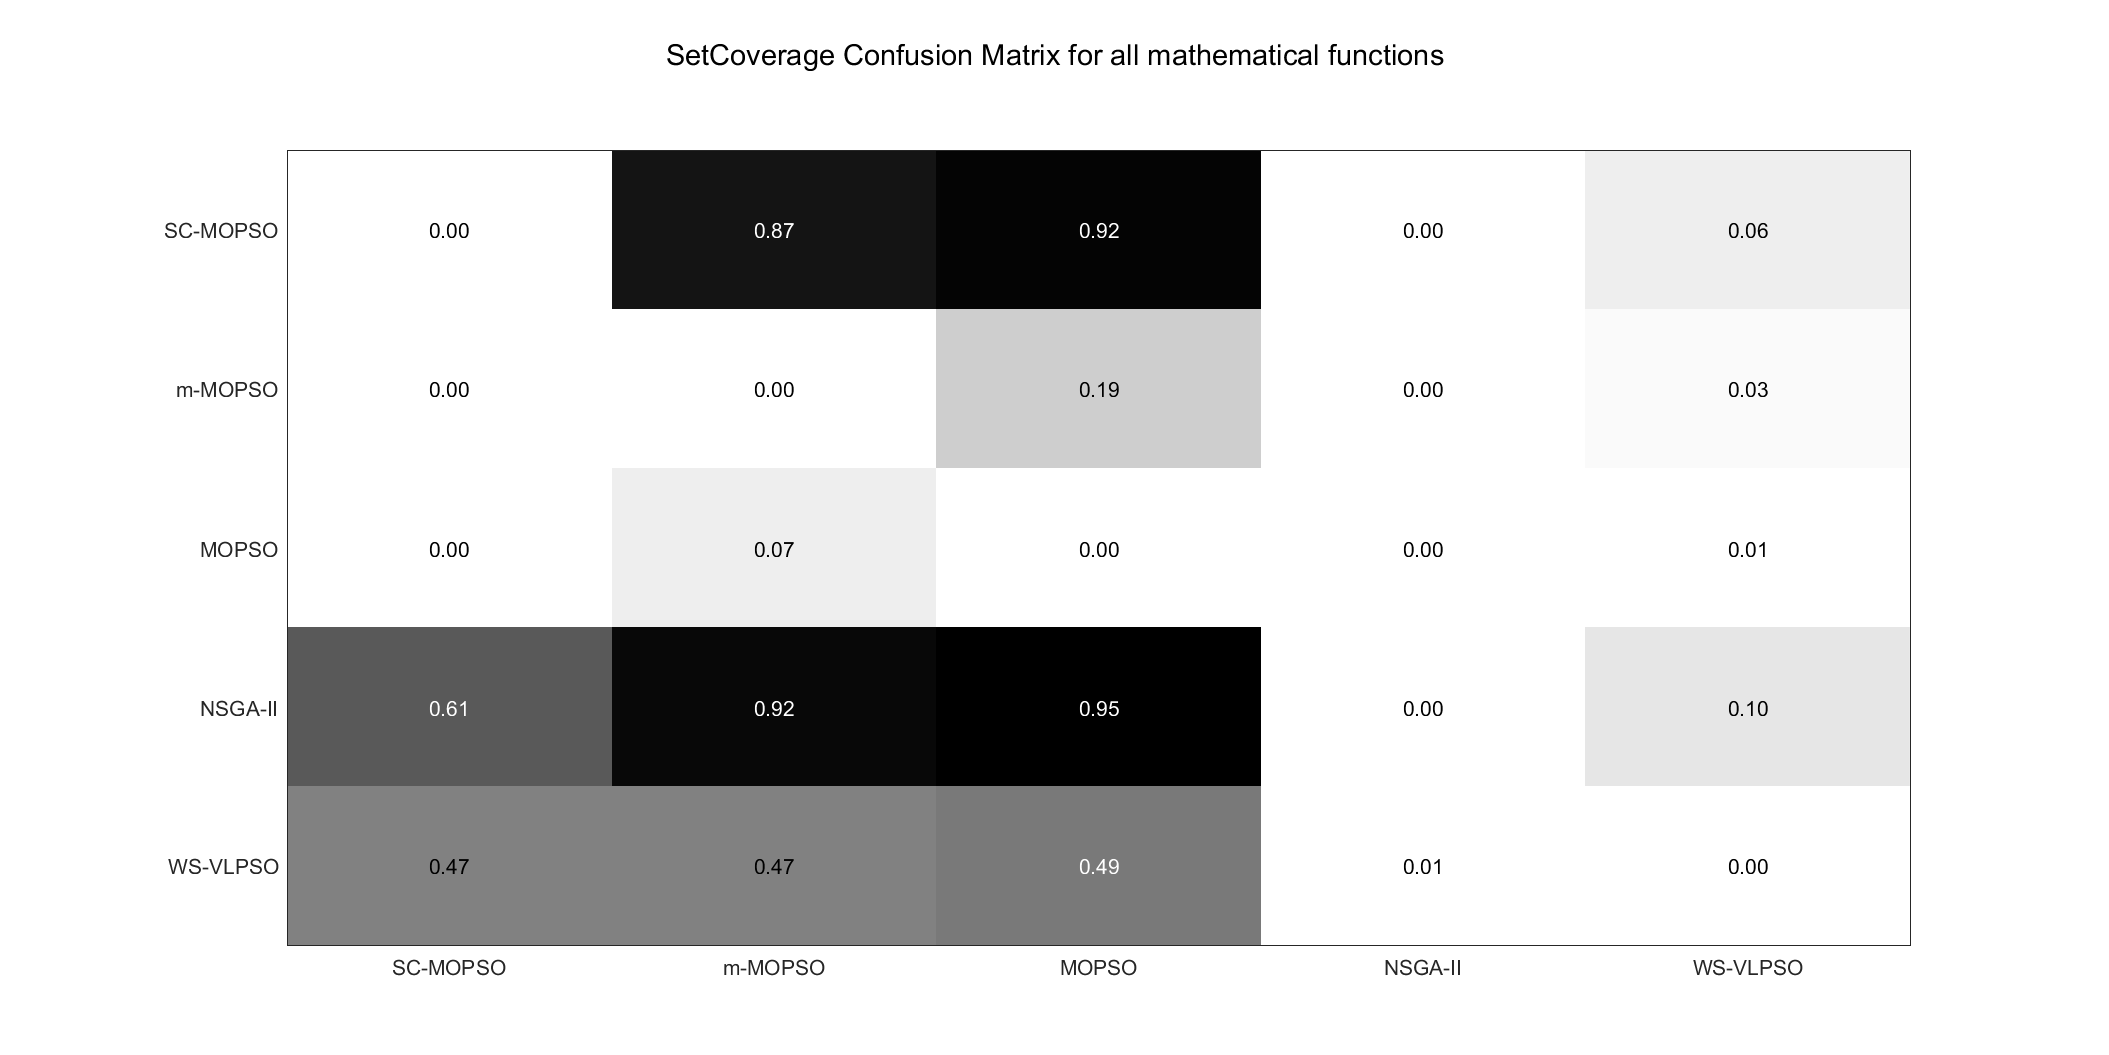 SetCoverage Confusion Matrix for all mathematical functions
SC-MOPSO 0.00 0.87 0.92 0.00 0.06
m-MOPSO 0.00 0.00 0.19 0.00 0.03
MOPSO 0.00 0.07 0.00 0.00 0.01
NSGA-II 0.61 0.92 0.95 0.00 0.10
WS-VLPSO 0.47 0.47 0.49 0.01 0.00
SC-MOPSO m-MOPSO MOPSO NSGA-II WS-VLPSO